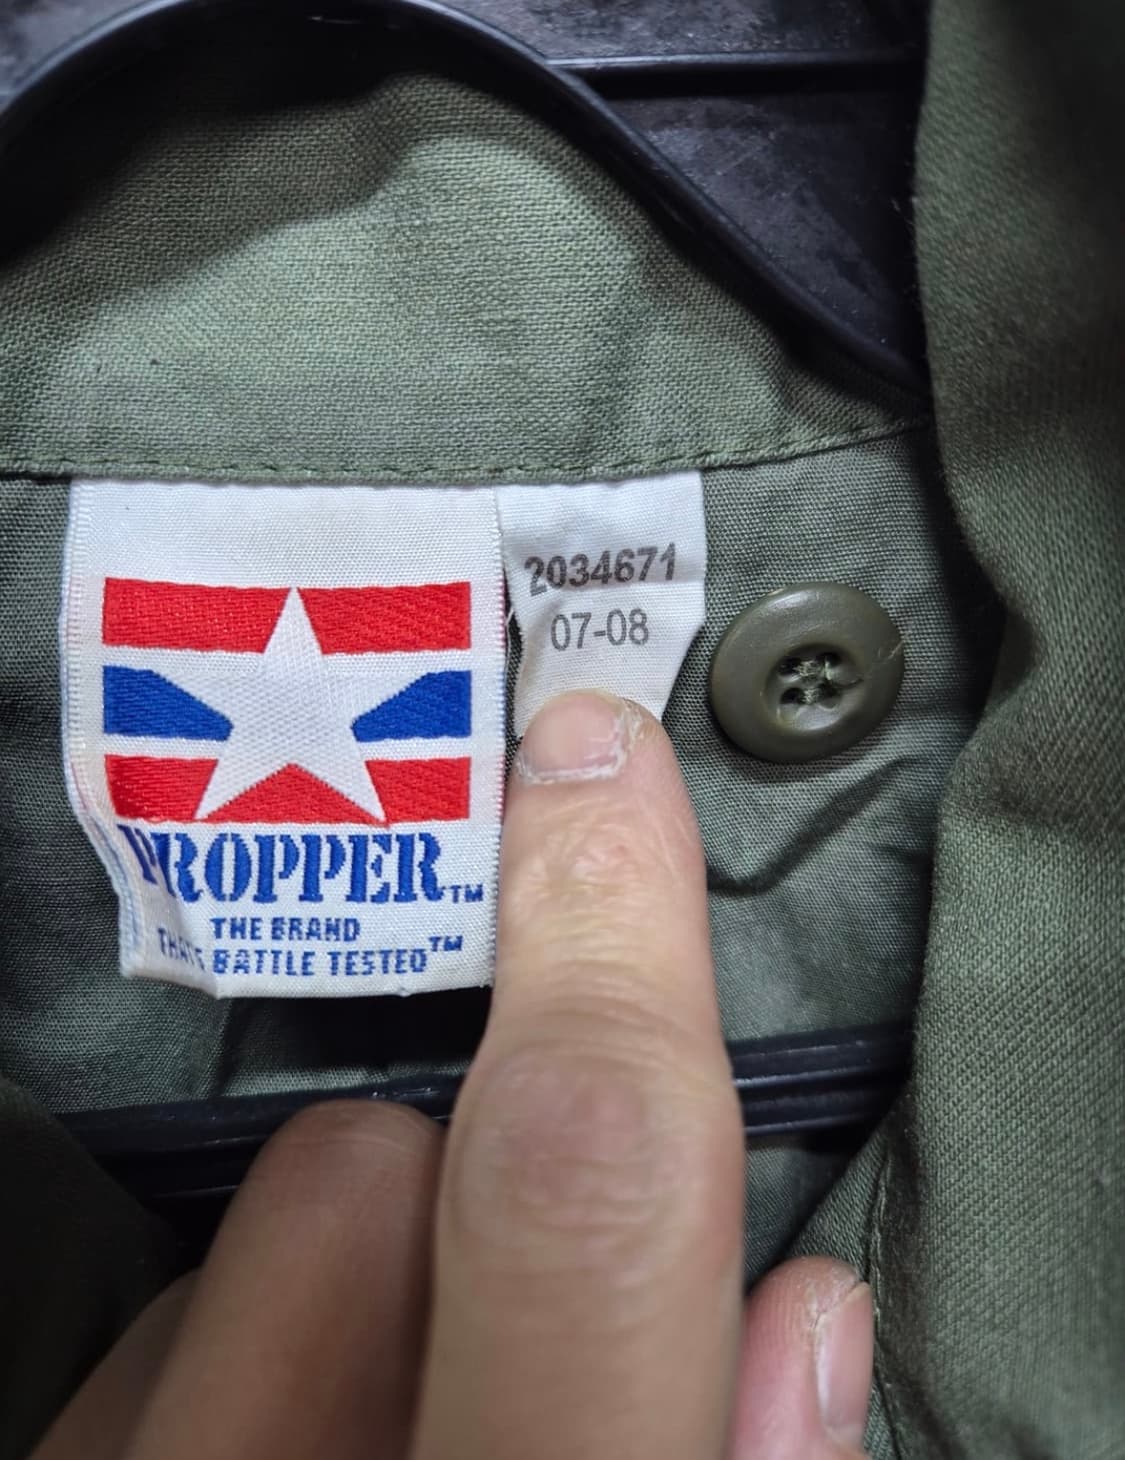 PROPPER™
THE BRAND
THAT'S BATTLE TESTED™
2034671
07-08